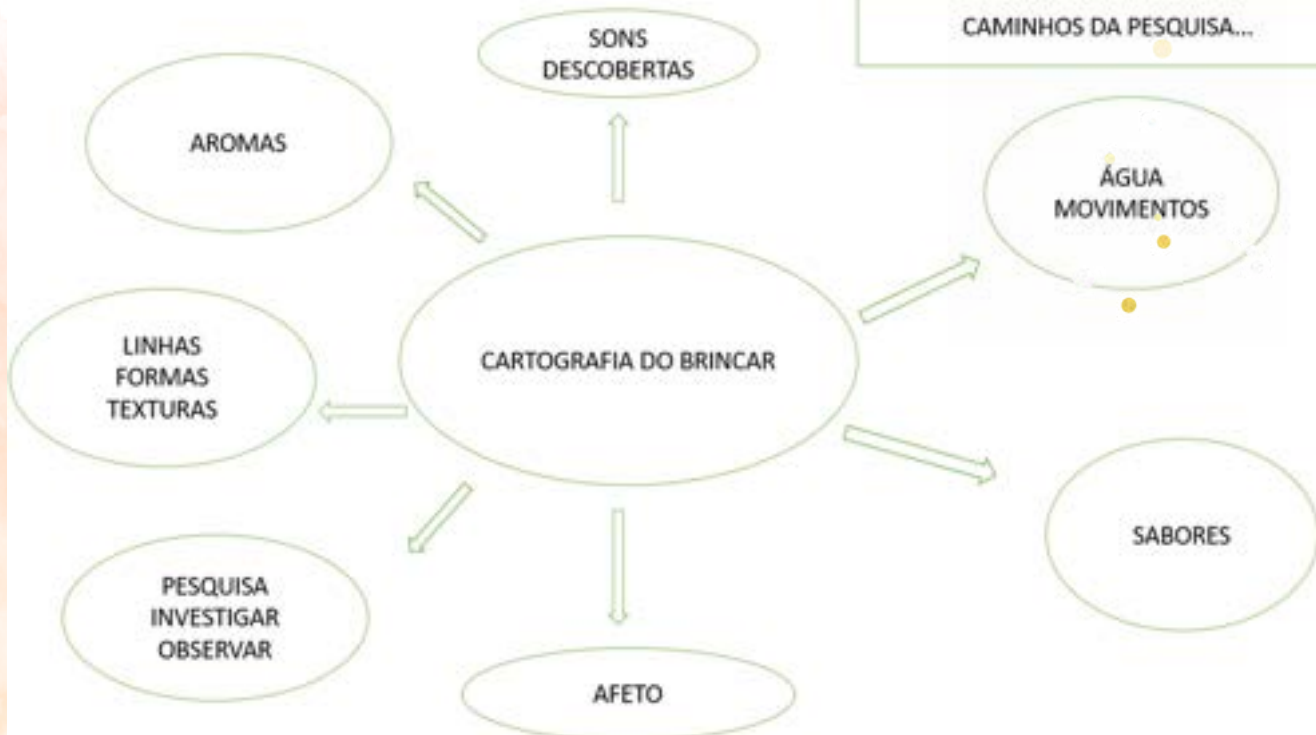 CAMINHOS DA PESQUISA...
SONS
DESCOBERTAS
AROMAS
ÁGUA
MOVIMENTOS
CARTOGRAFIA DO BRINCAR
LINHAS
FORMAS
TEXTURAS
SABORES
PESQUISA
INVESTIGAR
OBSERVAR
AFETO